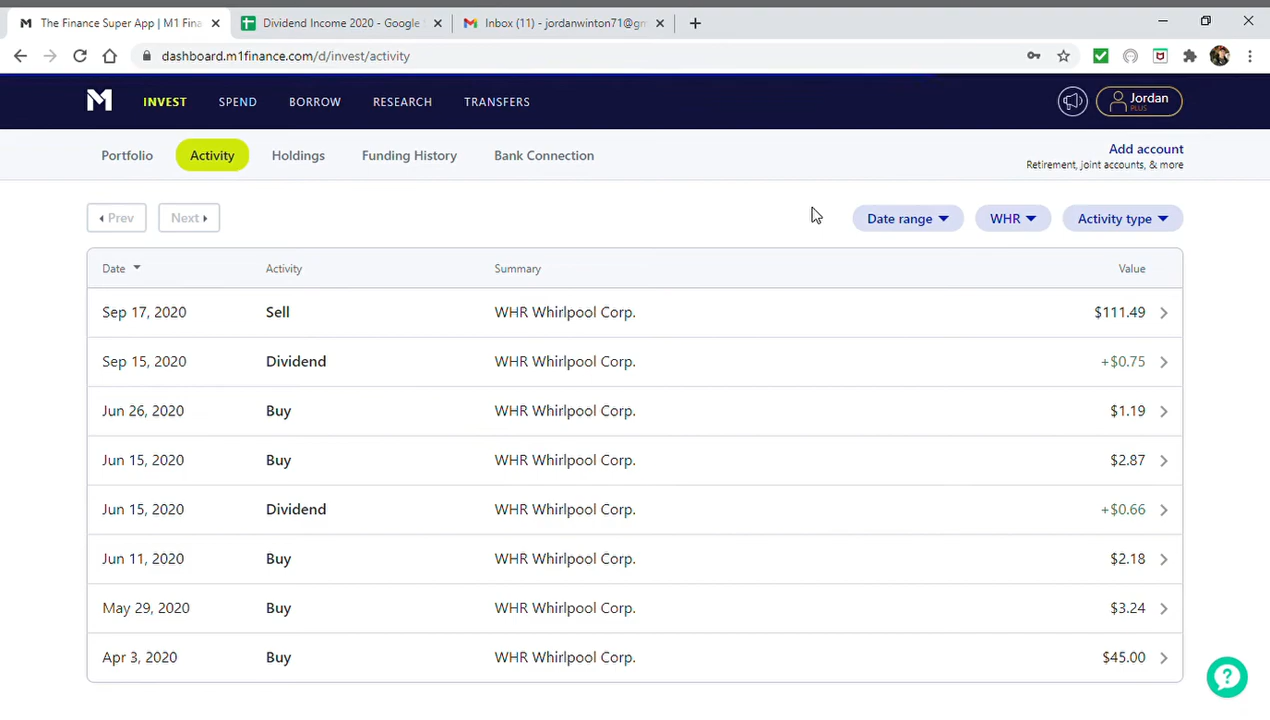 The Finance Super App | M1 Fina
Dividend Income 2020 - Google
Inbox (11) - jordanwinton71@gm
dashboard.m1finance.com/d/invest/activity
INVEST SPEND BORROW RESEARCH TRANSFERS
Jordan
PLUS
Portfolio Activity Holdings Funding History Bank Connection
Add account
Retirement, joint accounts, & more
Prev Next Date range WHR Activity type
Date Activity Summary Value
Sep 17, 2020 Sell WHR Whirlpool Corp. $111.49
Sep 15, 2020 Dividend WHR Whirlpool Corp. +$0.75
Jun 26, 2020 Buy WHR Whirlpool Corp. $1.19
Jun 15, 2020 Buy WHR Whirlpool Corp. $2.87
Jun 15, 2020 Dividend WHR Whirlpool Corp. +$0.66
Jun 11, 2020 Buy WHR Whirlpool Corp. $2.18
May 29, 2020 Buy WHR Whirlpool Corp. $3.24
Apr 3, 2020 Buy WHR Whirlpool Corp. $45.00